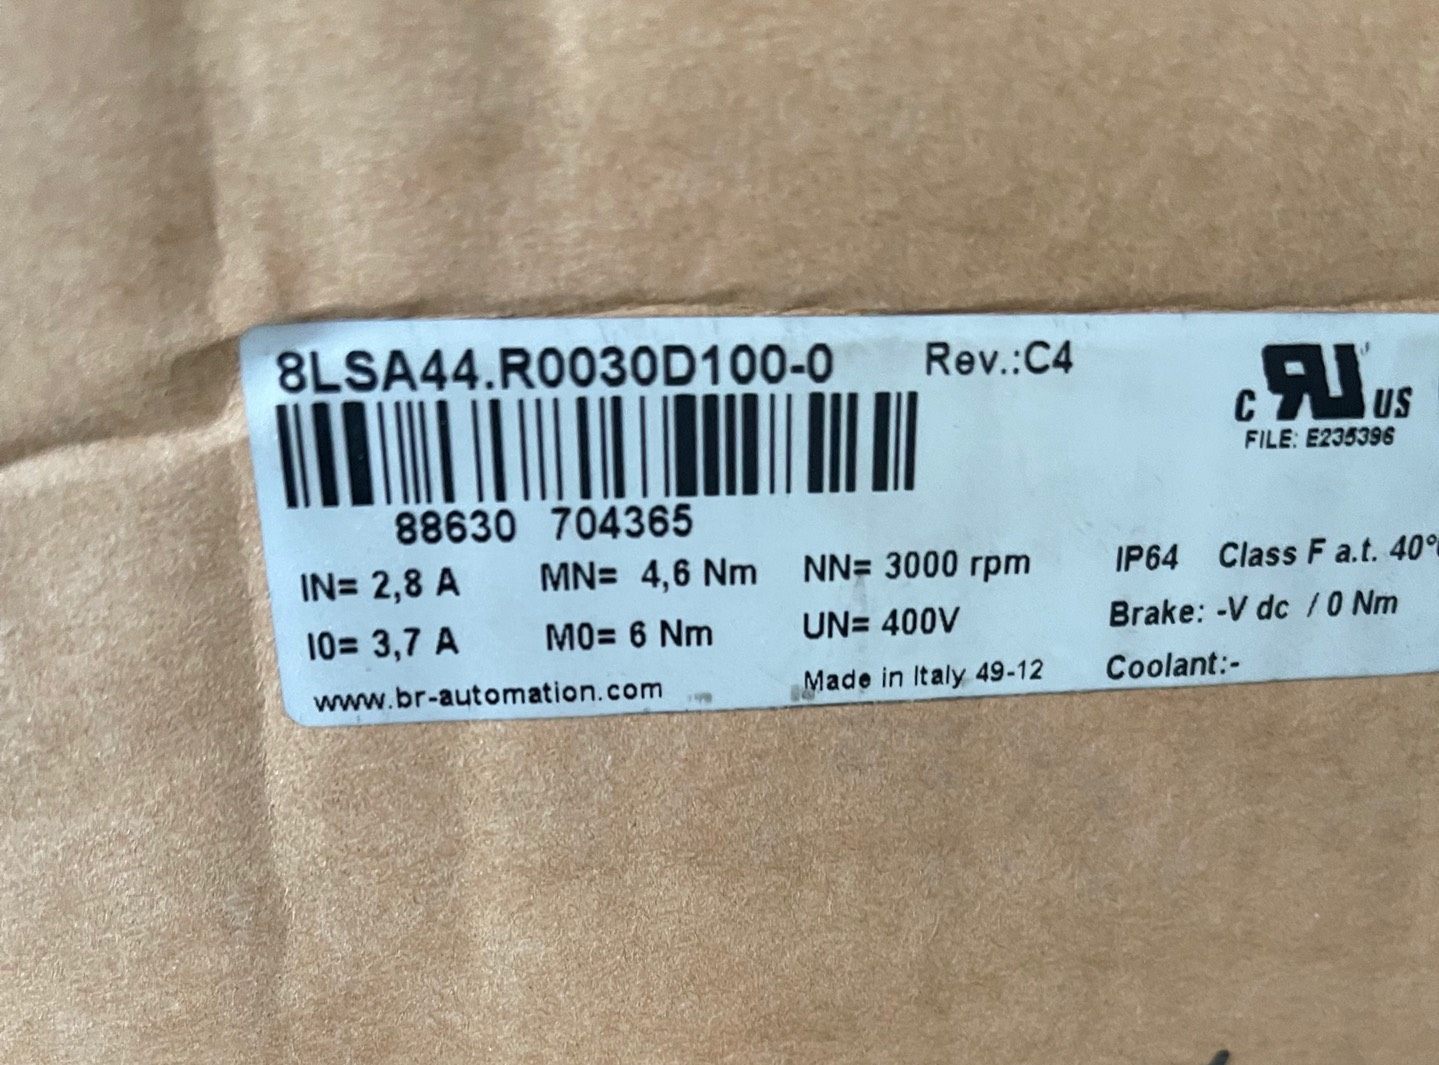 8LSA44.R0030D100-0 Rev.:C4
C RU US
FILE: E235396
88630 704365
IN= 2,8 A MN= 4,6 Nm NN= 3000 rpm IP64 Class F a.t. 40°
I0= 3,7 A M0= 6 Nm UN= 400V Brake: -V dc / 0 Nm
www.br-automation.com Made in Italy 49-12 Coolant:-